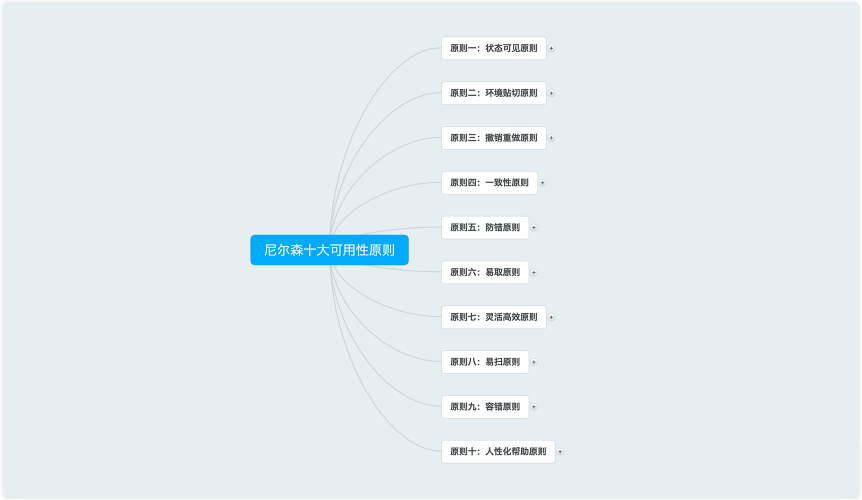 原则一：状态可见原则
原则二：环境贴切原则
原则三：撤销重做原则
原则四：一致性原则
原则五：防错原则
尼尔森十大可用性原则
原则六：易取原则
原则七：灵活高效原则
原则八：易扫原则
原则九：容错原则
原则十：人性化帮助原则